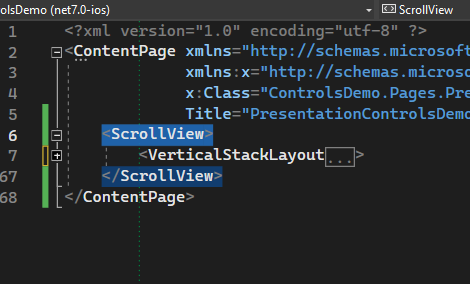 olsDemo (net7.0-ios) ScrollView
1 <?xml version="1.0" encoding="utf-8" ?>
2 <ContentPage xmlns="http://schemas.microsoft
3 xmlns:x="http://schemas.microso
4 x:Class="ControlsDemo.Pages.Pre
5 Title="PresentationControlsDemo
6 <ScrollView>
7 <VerticalStackLayout...>
67 </ScrollView>
68 </ContentPage>